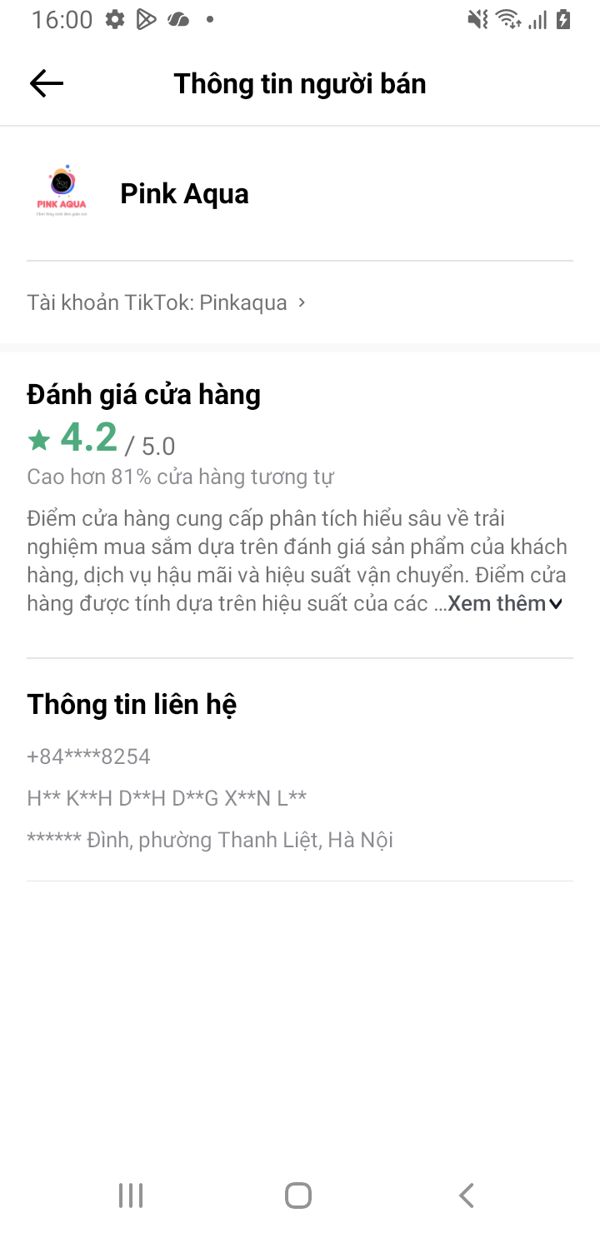 16:00
Thông tin người bán
PINK AQUA
Pink Aqua
Tài khoản TikTok: Pinkaqua >
Đánh giá cửa hàng
4.2 / 5.0
Cao hơn 81% cửa hàng tương tự
Điểm cửa hàng cung cấp phân tích hiểu sâu về trải
nghiệm mua sắm dựa trên đánh giá sản phẩm của khách
hàng, dịch vụ hậu mãi và hiệu suất vận chuyển. Điểm cửa
hàng được tính dựa trên hiệu suất của các ...Xem thêm
Thông tin liên hệ
+84****8254
H** K**H D**H D**G X**N L**
****** Đình, phường Thanh Liệt, Hà Nội